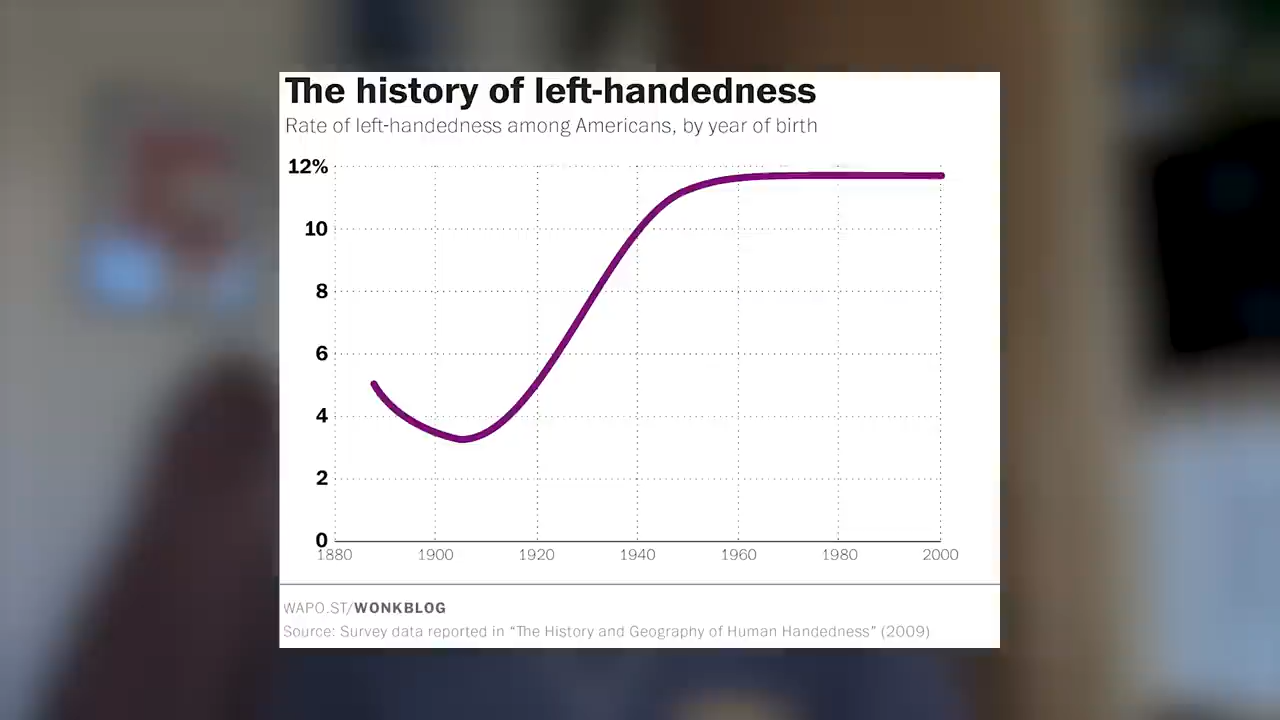 The history of left-handedness
Rate of left-handedness among Americans, by year of birth
12%
10
8
6
4
2
0
1880 1900 1920 1940 1960 1980 2000
WAPO.ST/WONKBLOG
Source: Survey data reported in “The History and Geography of Human Handedness” (2009)